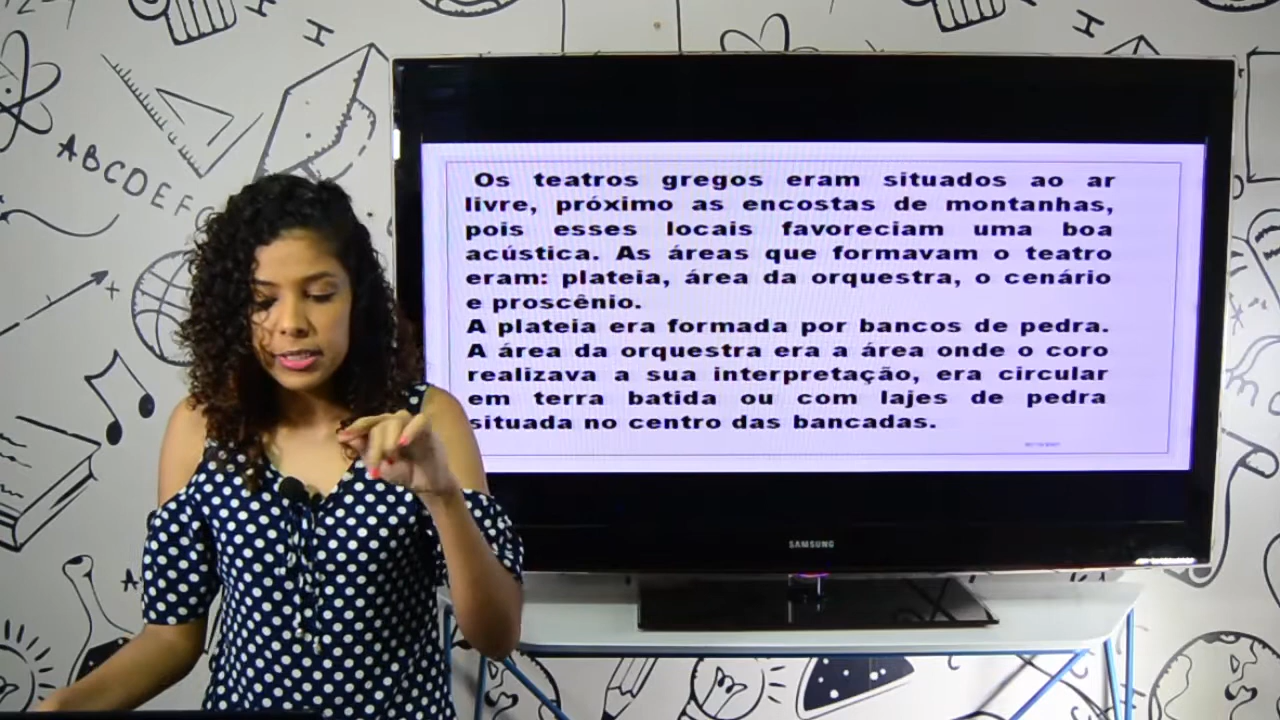 Os teatros gregos eram situados ao ar
livre, próximo as encostas de montanhas,
pois esses locais favoreciam uma boa
acústica. As áreas que formavam o teatro
eram: plateia, área da orquestra, o cenário
e proscênio.
A plateia era formada por bancos de pedra.
A área da orquestra era a área onde o coro
realizava a sua interpretação, era circular
em terra batida ou com lajes de pedra
situada no centro das bancadas.
SAMSUNG
ABCDEFG